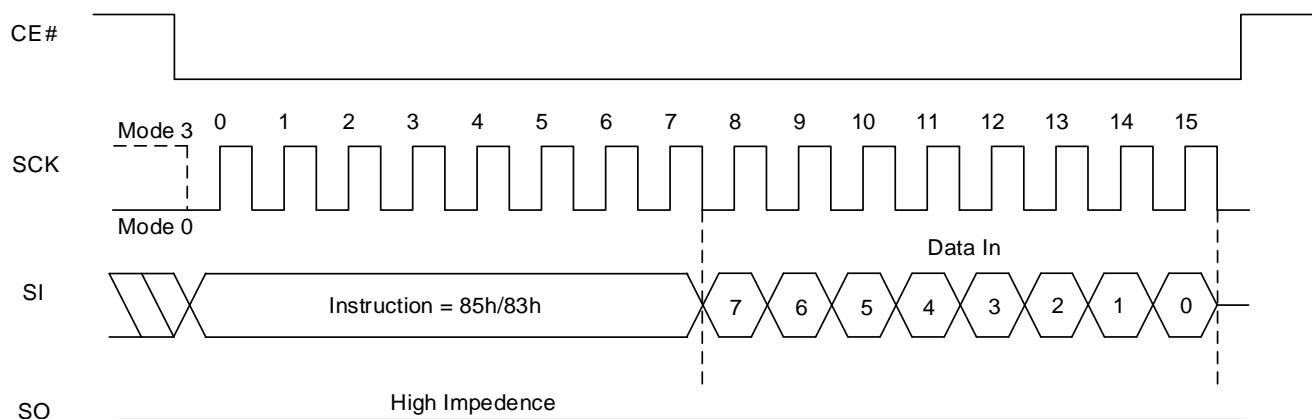 CE#
0 1 2 3 4 5 6 7 8 9 10 11 12 13 14 15
Mode 3
SCK
Mode 0
Data In
SI
Instruction = 85h/83h
7 6 5 4 3 2 1 0
High Impedence
SO